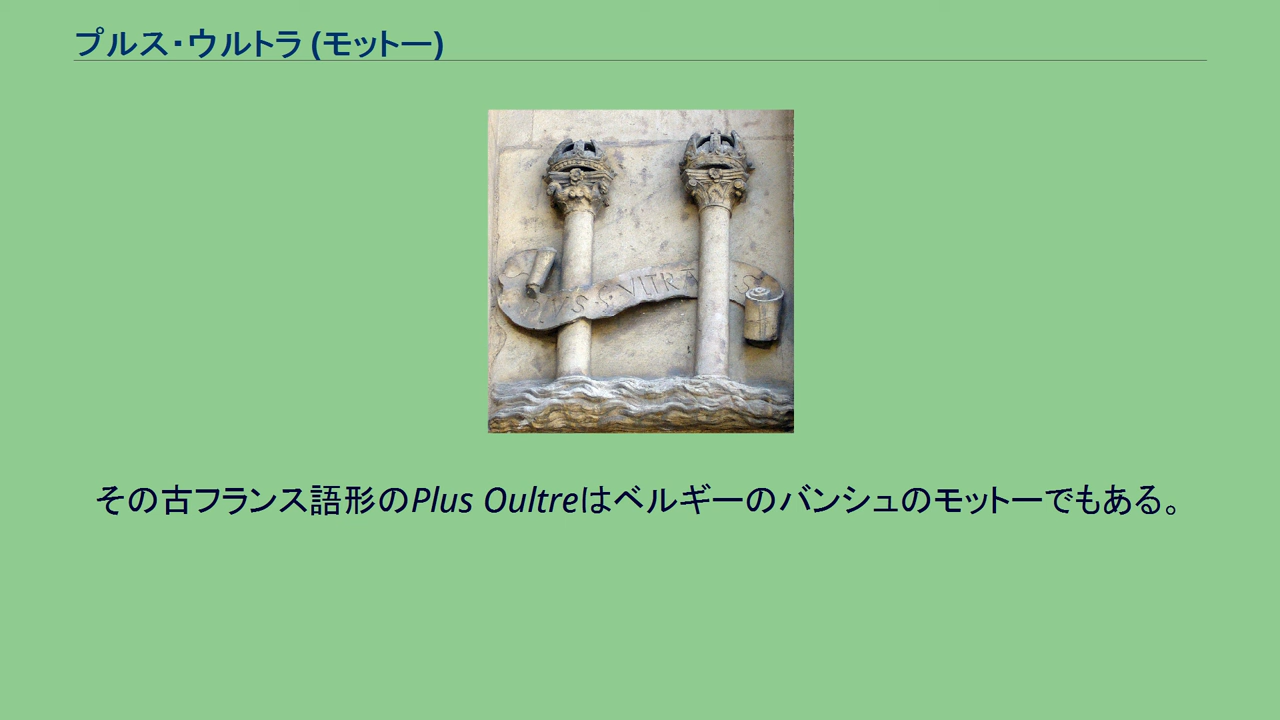 プルス・ウルトラ (モットー)
ULTR
その古フランス語形のPlus Oultreはベルギーのバンシュのモットーでもある。